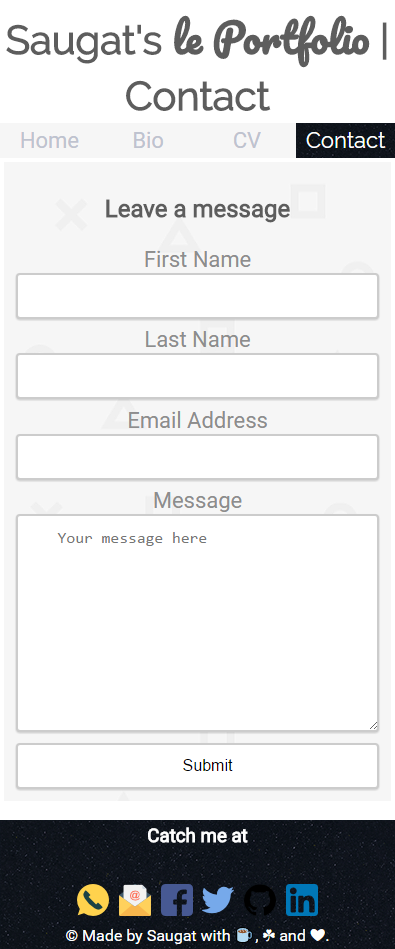 Saugat's le Portfolio |
Contact
Home Bio CV Contact
Leave a message
First Name
Last Name
Email Address
Message
Your message here
Submit
Catch me at
© Made by Saugat with ☕, ☘ and ♥.